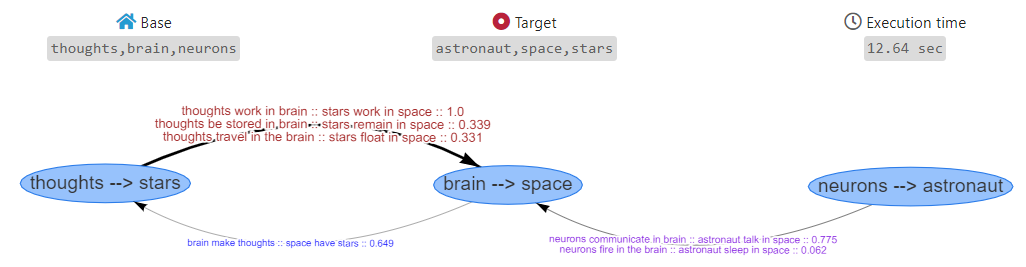 Base
Target
Execution time
thoughts,brain,neurons
astronaut,space,stars
12.64 sec
thoughts work in brain :: stars work in space :: 1.0
thoughts be stored in brain :: stars remain in space :: 0.339
thoughts travel in the brain :: stars float in space :: 0.331
thoughts --> stars
brain --> space
neurons --> astronaut
brain make thoughts :: space have stars :: 0.649
neurons communicate in brain :: astronaut talk in space :: 0.775
neurons fire in the brain :: astronaut sleep in space :: 0.062